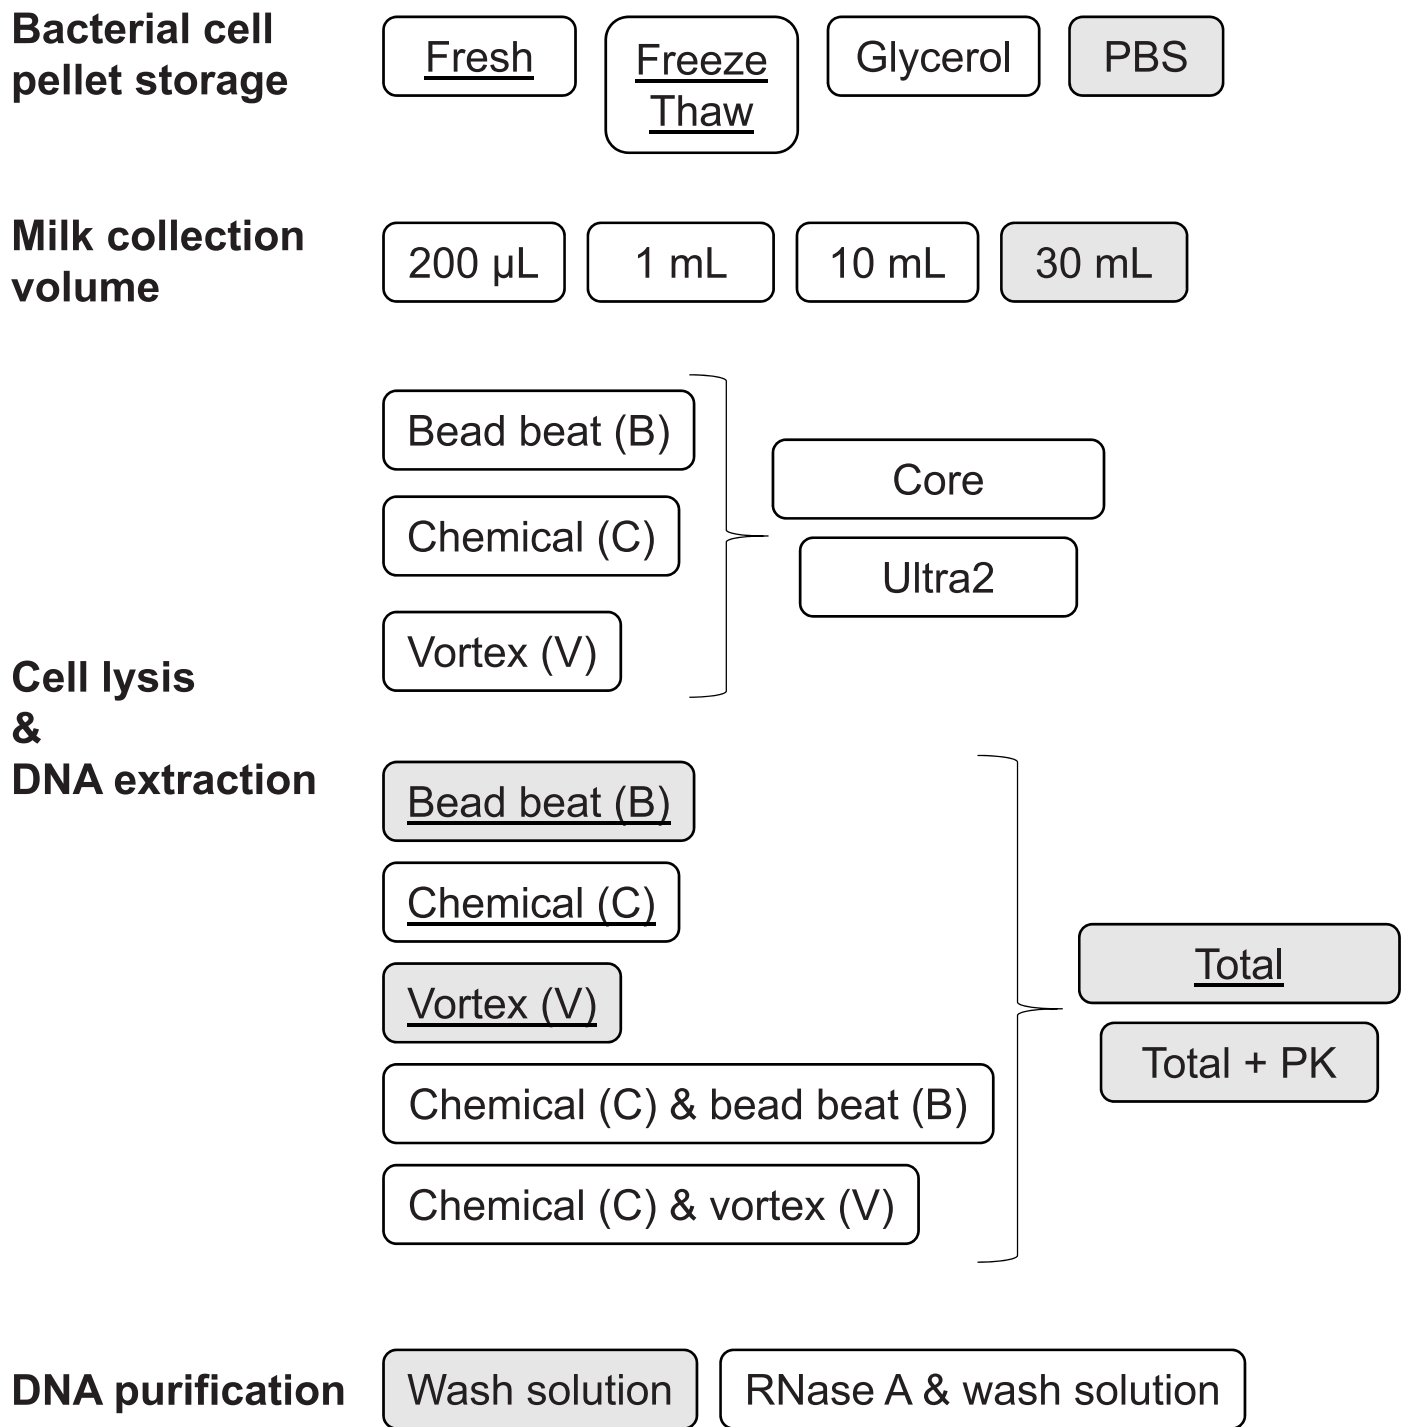 Bacterial cell
pellet storage
Fresh
Freeze
Thaw
Glycerol
PBS
Milk collection
volume
200 µL
1 mL
10 mL
30 mL
Cell lysis
&
DNA extraction
Bead beat (B)
Chemical (C)
Vortex (V)
Core
Ultra2
Bead beat (B)
Chemical (C)
Vortex (V)
Chemical (C) & bead beat (B)
Chemical (C) & vortex (V)
Total
Total + PK
DNA purification
Wash solution
RNase A & wash solution